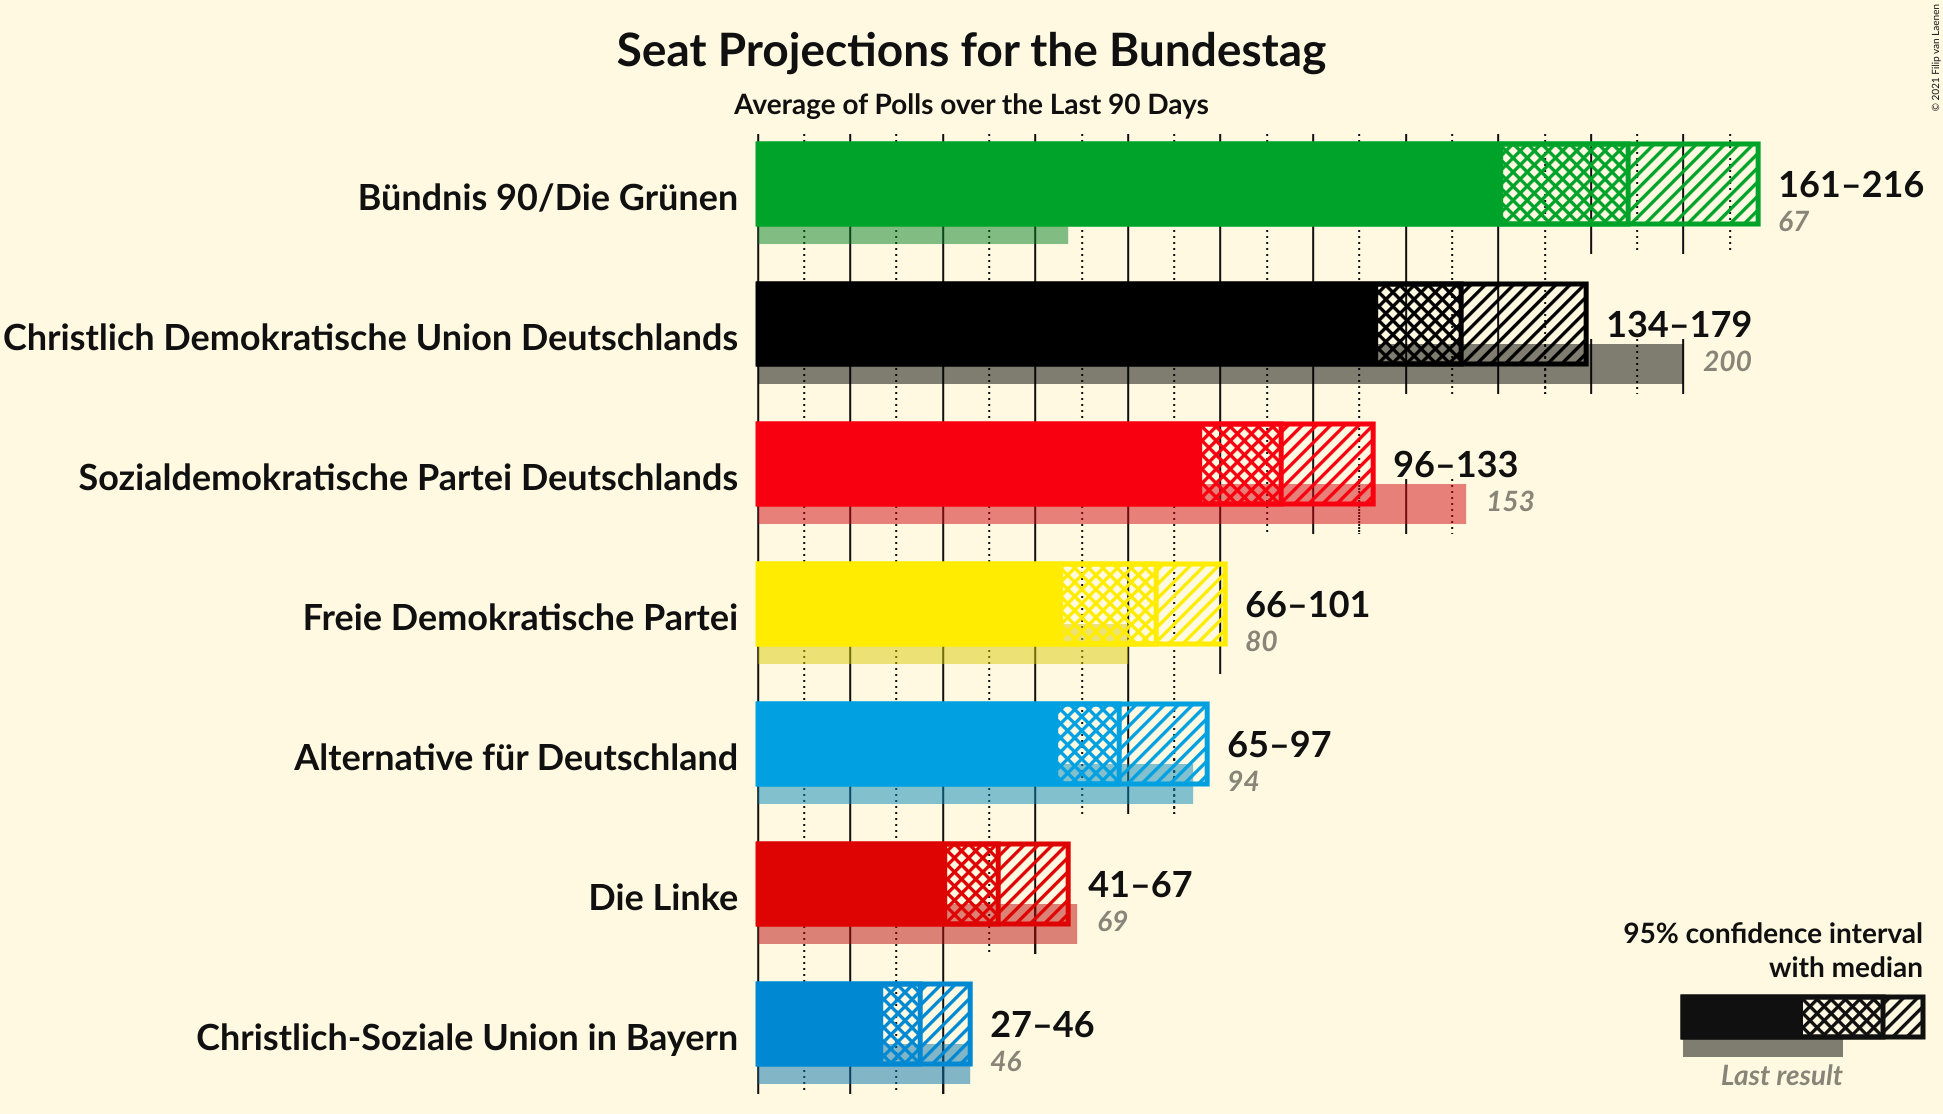 Seat Projections for the Bundestag
Average of Polls over the Last 90 Days
© 2021 Filip van Laenen
Bündnis 90/Die Grünen
161–216
67
Christlich Demokratische Union Deutschlands
134–179
200
Sozialdemokratische Partei Deutschlands
96–133
153
Freie Demokratische Partei
66–101
80
Alternative für Deutschland
65–97
94
Die Linke
41–67
69
Christlich-Soziale Union in Bayern
27–46
46
95% confidence interval
with median
Last result